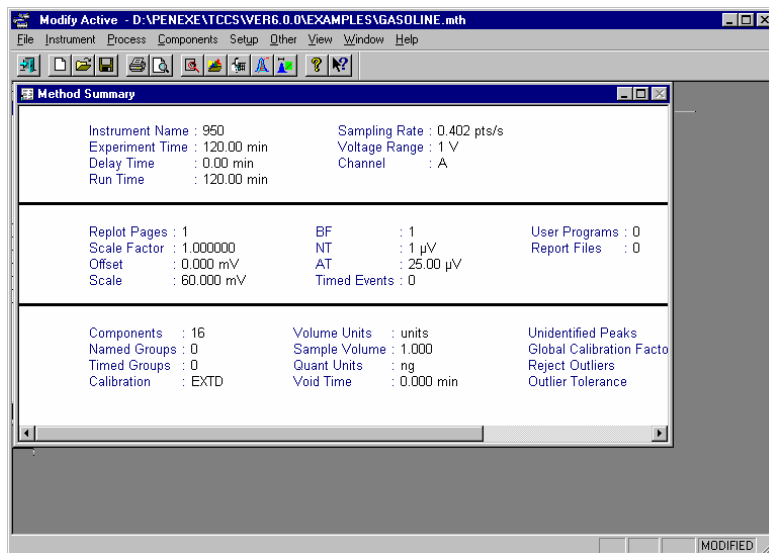 Modify Active - D:\PENEXE\TCCS\VER6.0.0\EXAMPLES\GASOLINE.mth
File Instrument Process Components Setup Other View Window Help
Method Summary
Instrument Name : 950 Sampling Rate : 0.402 pts/s
Experiment Time : 120.00 min Voltage Range : 1 V
Delay Time : 0.00 min Channel : A
Run Time : 120.00 min
Replot Pages : 1 BF : 1 User Programs : 0
Scale Factor : 1.000000 NT : 1 µV Report Files : 0
Offset : 0.000 mV AT : 25.00 µV
Scale : 60.000 mV Timed Events : 0
Components : 16 Volume Units : units Unidentified Peaks
Named Groups : 0 Sample Volume : 1.000 Global Calibration Facto
Timed Groups : 0 Quant Units : ng Reject Outliers
Calibration : EXTD Void Time : 0.000 min Outlier Tolerance
MODIFIED